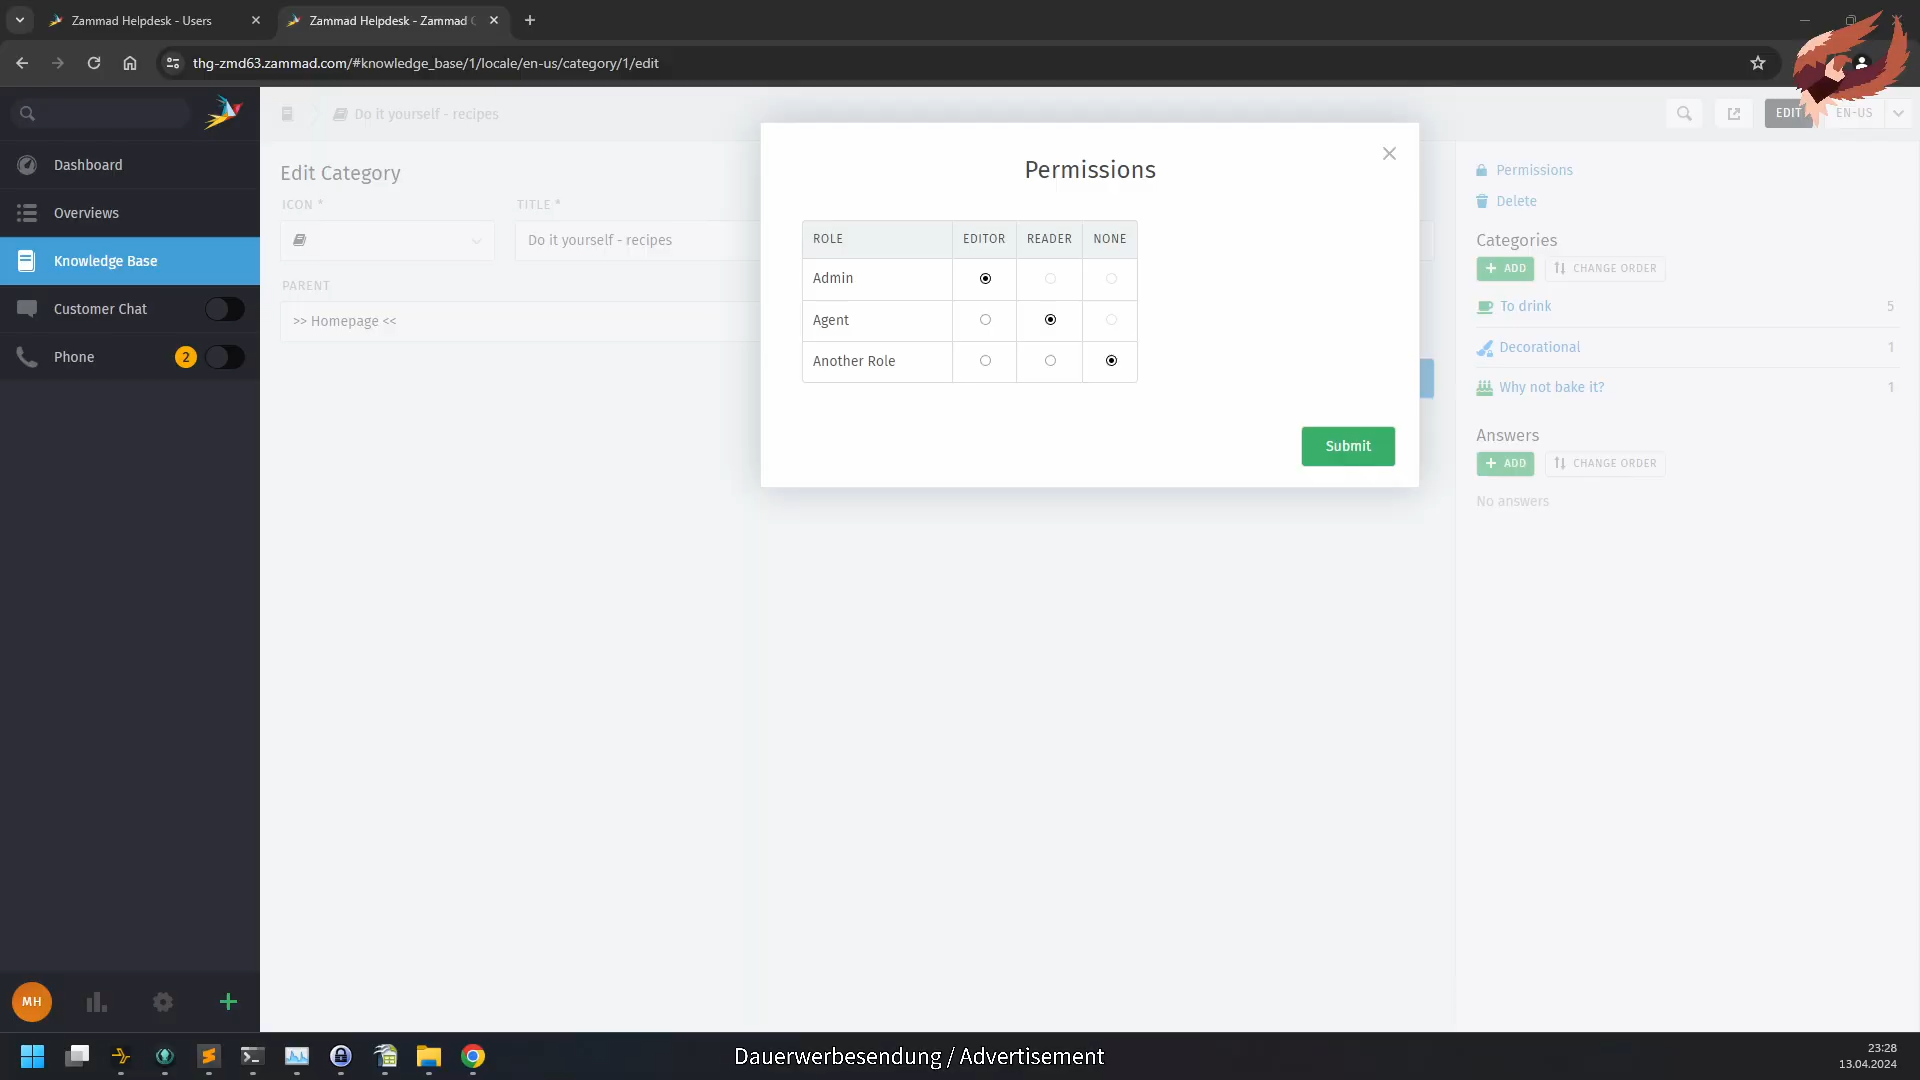 Zammad Helpdesk - Users
Zammad Helpdesk - Zammad
thg-zmd63.zammad.com/#knowledge_base/1/locale/en-us/category/1/edit
Do it yourself - recipes
EDIT
EN-US
Dashboard
Overviews
Knowledge Base
Customer Chat
Phone
2
Edit Category
ICON *
TITLE *
Do it yourself - recipes
PARENT
>> Homepage <<
Permissions
ROLE EDITOR READER NONE
Admin
Agent
Another Role
Submit
Permissions
Delete
Categories
+ ADD
CHANGE ORDER
To drink 5
Decorational 1
Why not bake it? 1
Answers
+ ADD
CHANGE ORDER
No answers
MH
Dauerwerbesendung / Advertisement
23:28
13.04.2024